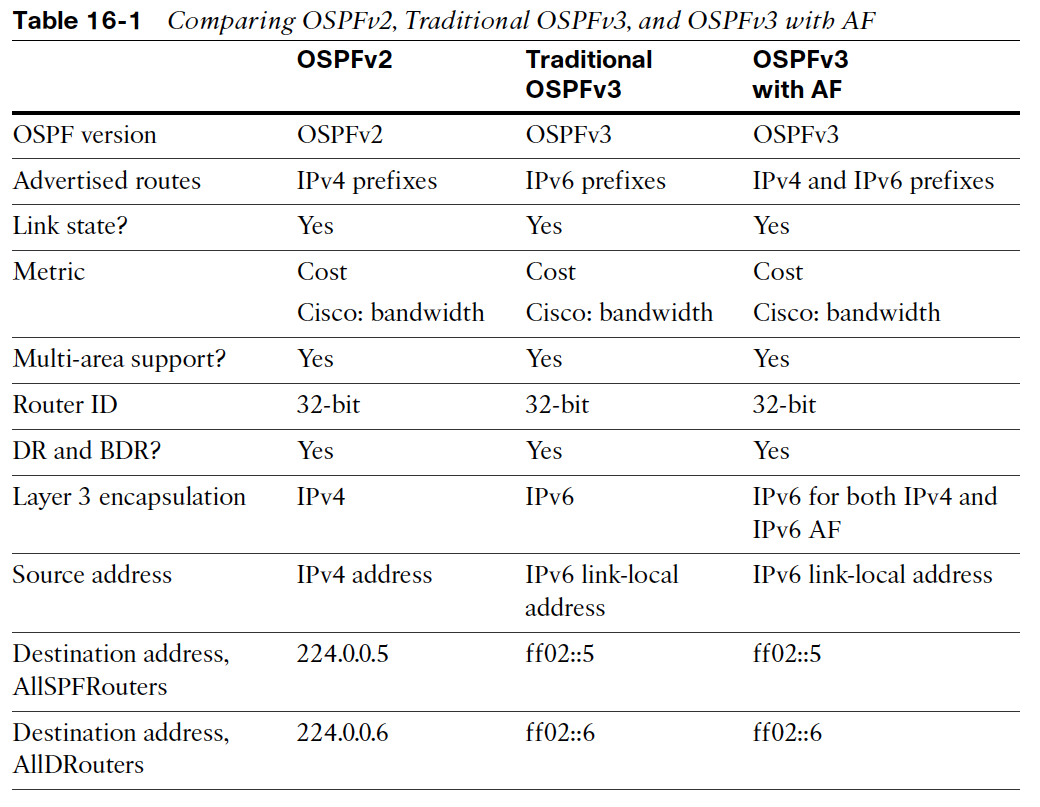 Table 16-1 Comparing OSPFv2, Traditional OSPFv3, and OSPFv3 with AF
OSPFv2 Traditional OSPFv3 OSPFv3 with AF
OSPF version OSPFv2 OSPFv3 OSPFv3
Advertised routes IPv4 prefixes IPv6 prefixes IPv4 and IPv6 prefixes
Link state? Yes Yes Yes
Metric Cost Cost Cost
Cisco: bandwidth Cisco: bandwidth Cisco: bandwidth
Multi-area support? Yes Yes Yes
Router ID 32-bit 32-bit 32-bit
DR and BDR? Yes Yes Yes
Layer 3 encapsulation IPv4 IPv6 IPv6 for both IPv4 and IPv6 AF
Source address IPv4 address IPv6 link-local address IPv6 link-local address
Destination address, AllSPFRouters 224.0.0.5 ff02::5 ff02::5
Destination address, AllDRouters 224.0.0.6 ff02::6 ff02::6